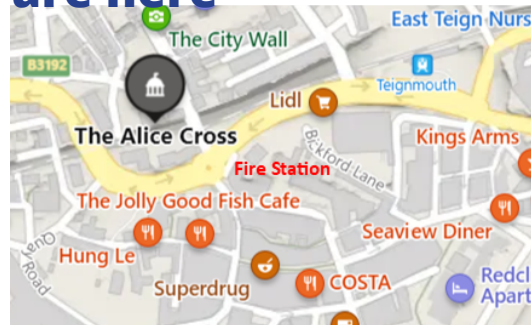 are here
East Teign Nurs
The City Wall
B3192
Teignmouth
Lidl
The Alice Cross
Kings Arms
Bickford Lane
Fire Station
The Jolly Good Fish Cafe
Seaview Diner
Hung Le
Quay Road
Superdrug
COSTA
Redcl
Apart